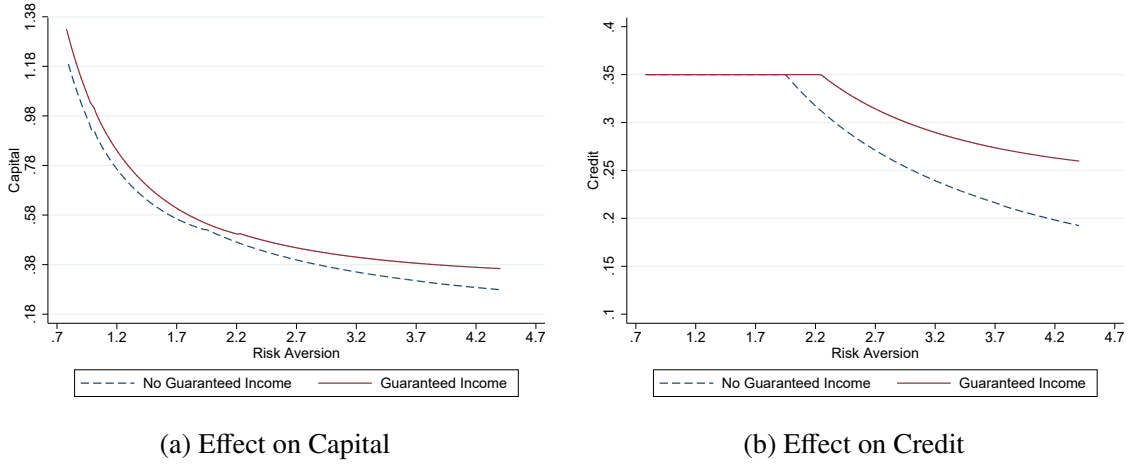 1.38
1.18
.98
.78
.58
.38
.18
Capital
.7 1.2 1.7 2.2 2.7 3.2 3.7 4.2 4.7
Risk Aversion
No Guaranteed Income Guaranteed Income
(a) Effect on Capital
.4
.35
.3
.25
.2
.15
.1
Credit
.7 1.2 1.7 2.2 2.7 3.2 3.7 4.2 4.7
Risk Aversion
No Guaranteed Income Guaranteed Income
(b) Effect on Credit